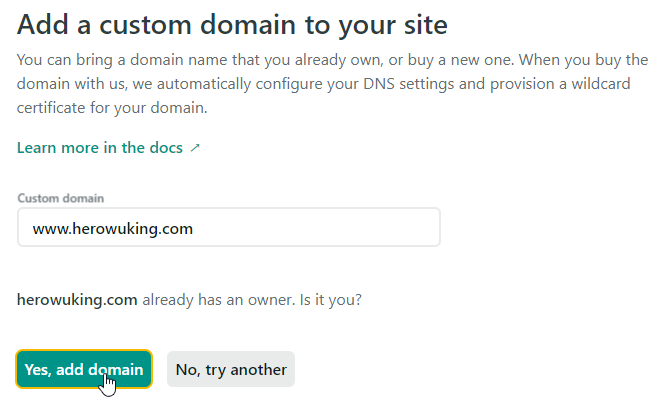 Add a custom domain to your site
You can bring a domain name that you already own, or buy a new one. When you buy the
domain with us, we automatically configure your DNS settings and provision a wildcard
certificate for your domain.
Learn more in the docs ↗
Custom domain
www.herowuking.com
herowuking.com already has an owner. Is it you?
Yes, add domain
No, try another